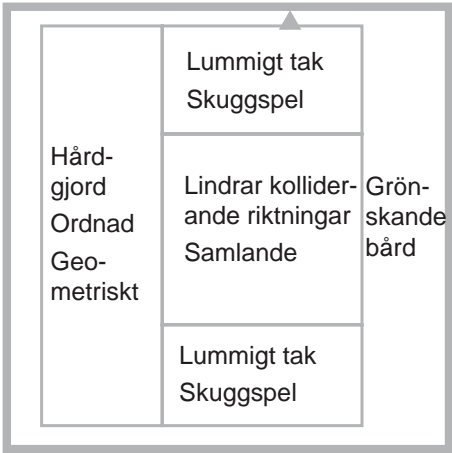 Lummigt tak
Skuggspel
Hård-
gjord
Ordnad
Geo-
metriskt
Lindrar kollider-
ande riktningar
Samlande
Grön-
skande
bård
Lummigt tak
Skuggspel